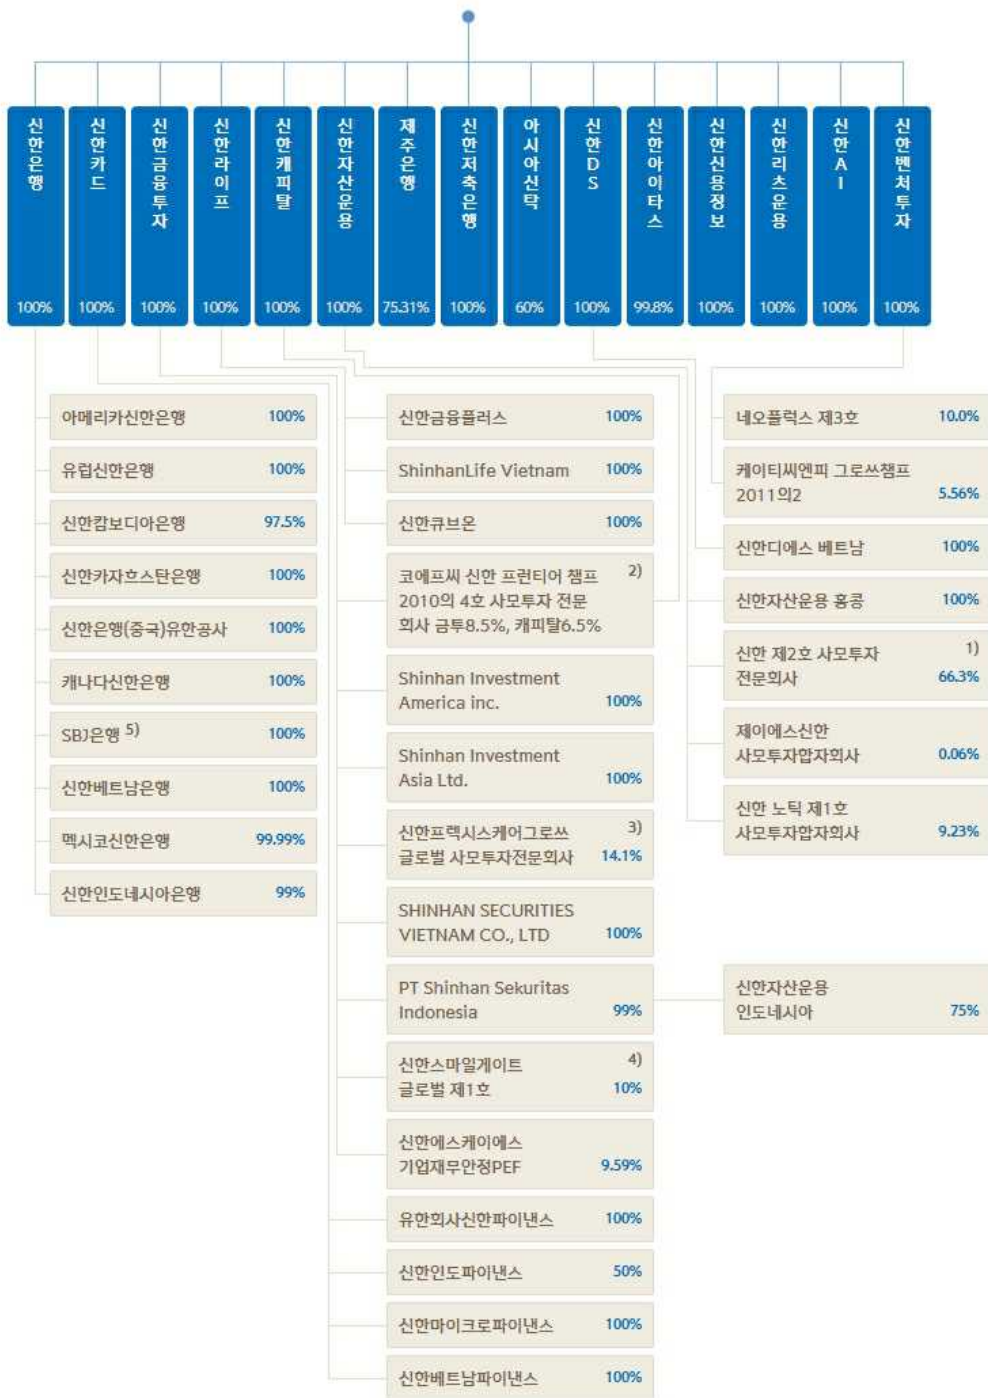 신한은행
100%
신한카드
100%
신한금융투자
100%
신한라이프
100%
신한캐피탈
100%
신한자산운용
100%
제주은행
75.31%
신한저축은행
100%
아시아신탁
60%
신한DS
100%
신한아이타스
99.8%
신한신용정보
100%
신한리츠운용
100%
신한AI
100%
신한벤처투자
100%
아메리카신한은행 100%
유럽신한은행 100%
신한캄보디아은행 97.5%
신한카자흐스탄은행 100%
신한은행(중국)유한공사 100%
캐나다신한은행 100%
SBJ은행 5) 100%
신한베트남은행 100%
멕시코신한은행 99.99%
신한인도네시아은행 99%
신한금융플러스 100%
ShinhanLife Vietnam 100%
신한큐브온 100%
코에프씨 신한 프런티어 챔프 2)
2010의 4호 사모투자 전문
회사 금투8.5%, 캐피탈6.5%
Shinhan Investment
America inc. 100%
Shinhan Investment
Asia Ltd. 100%
신한프렉시스케어그로쓰 3)
글로벌 사모투자전문회사 14.1%
SHINHAN SECURITIES
VIETNAM CO., LTD 100%
PT Shinhan Sekuritas
Indonesia 99%
신한스마일게이트 4)
글로벌 제1호 10%
신한에스케이에스
기업재무안정PEF 9.59%
유한회사신한파이낸스 100%
신한인도파이낸스 50%
신한마이크로파이낸스 100%
신한베트남파이낸스 100%
네오플럭스 제3호 10.0%
케이티씨엔피 그로쓰챔프
2011의2 5.56%
신한디에스 베트남 100%
신한자산운용 홍콩 100%
신한 제2호 사모투자 1)
전문회사 66.3%
제이에스신한
사모투자합자회사 0.06%
신한 노틱 제1호
사모투자합자회사 9.23%
신한자산운용
인도네시아 75%